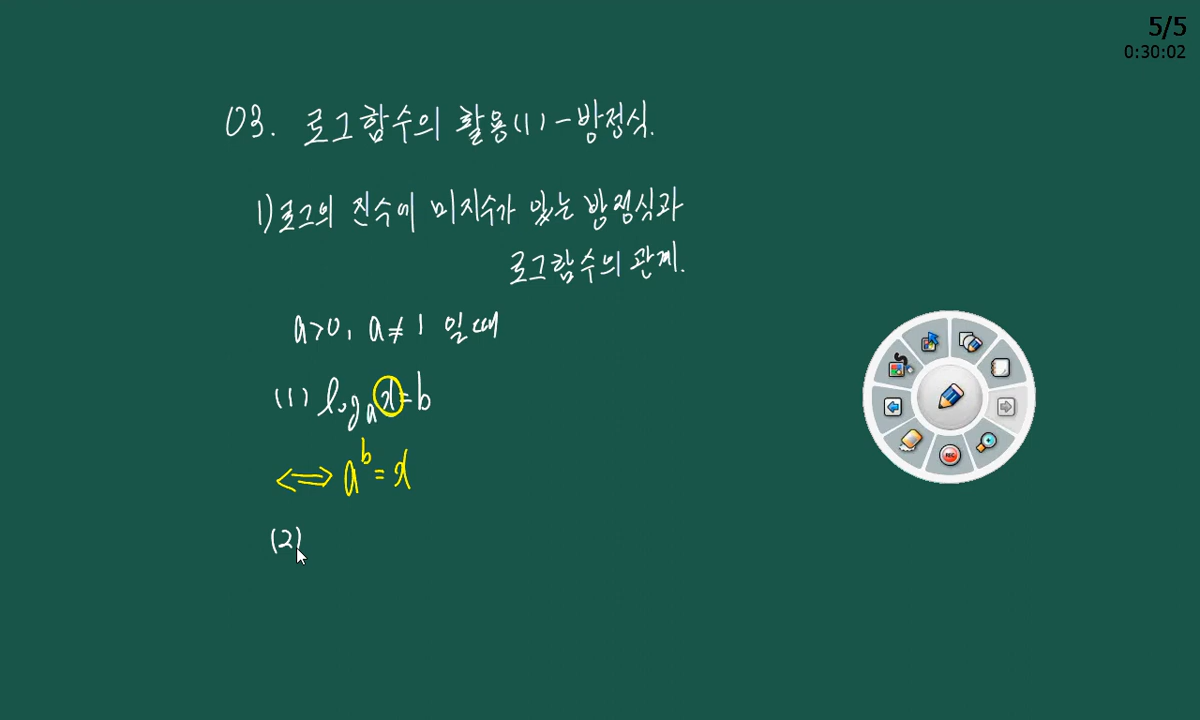 5/5
0:30:02
03. 로그함수의 활용(1) - 방정식.
1) 로그의 진수에 미지수가 있는 방정식과
로그함수의 관계.
a>0, a≠1 일때
(1) logₐx=b
⟺ aᵇ=x
(2)
REC